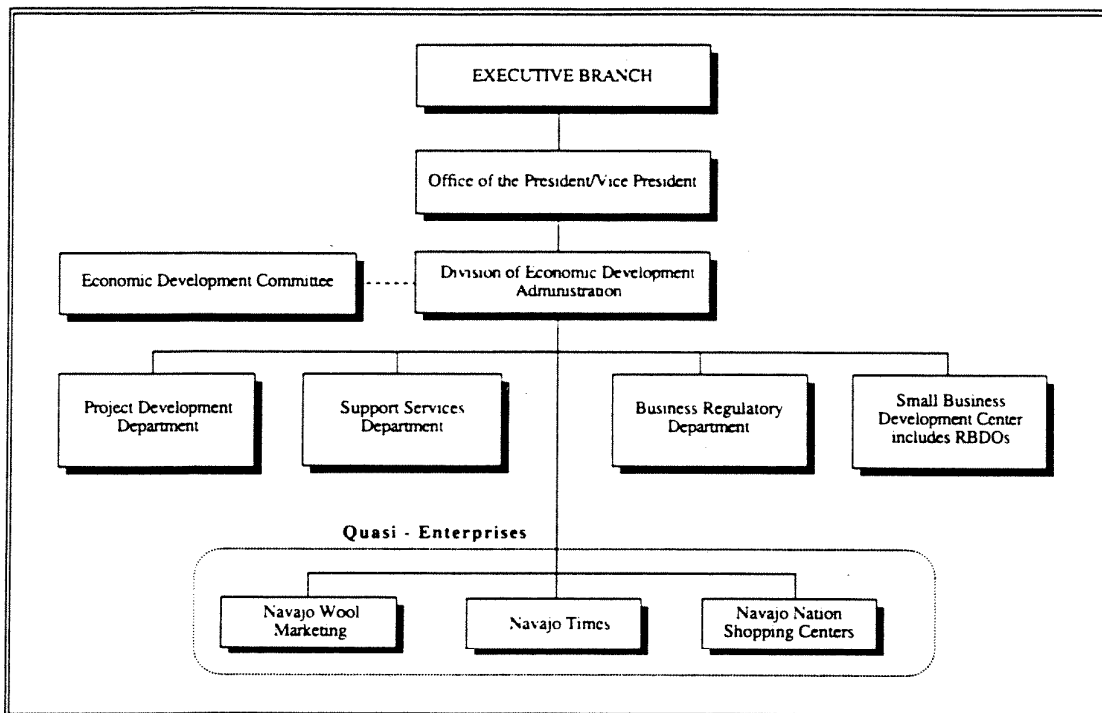 EXECUTIVE BRANCH
Office of the President/Vice President
Economic Development Committee
Division of Economic Development
Administration
Project Development
Department
Support Services
Department
Business Regulatory
Department
Small Business
Development Center
includes RBDOs
Quasi - Enterprises
Navajo Wool
Marketing
Navajo Times
Navajo Nation
Shopping Centers